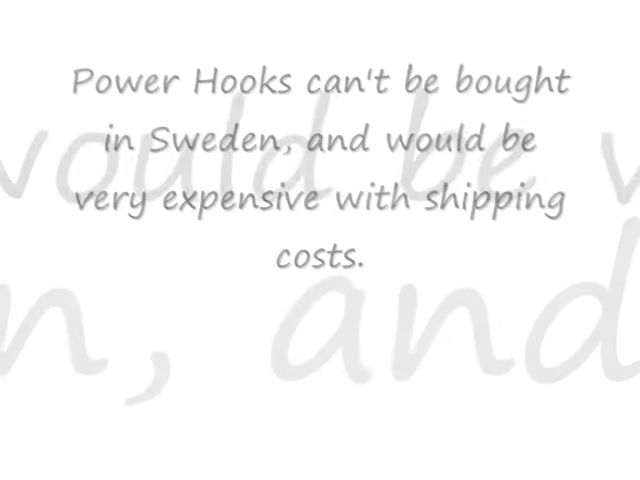 Power Hooks can't be bought
in Sweden, and would be
very expensive with shipping
costs.